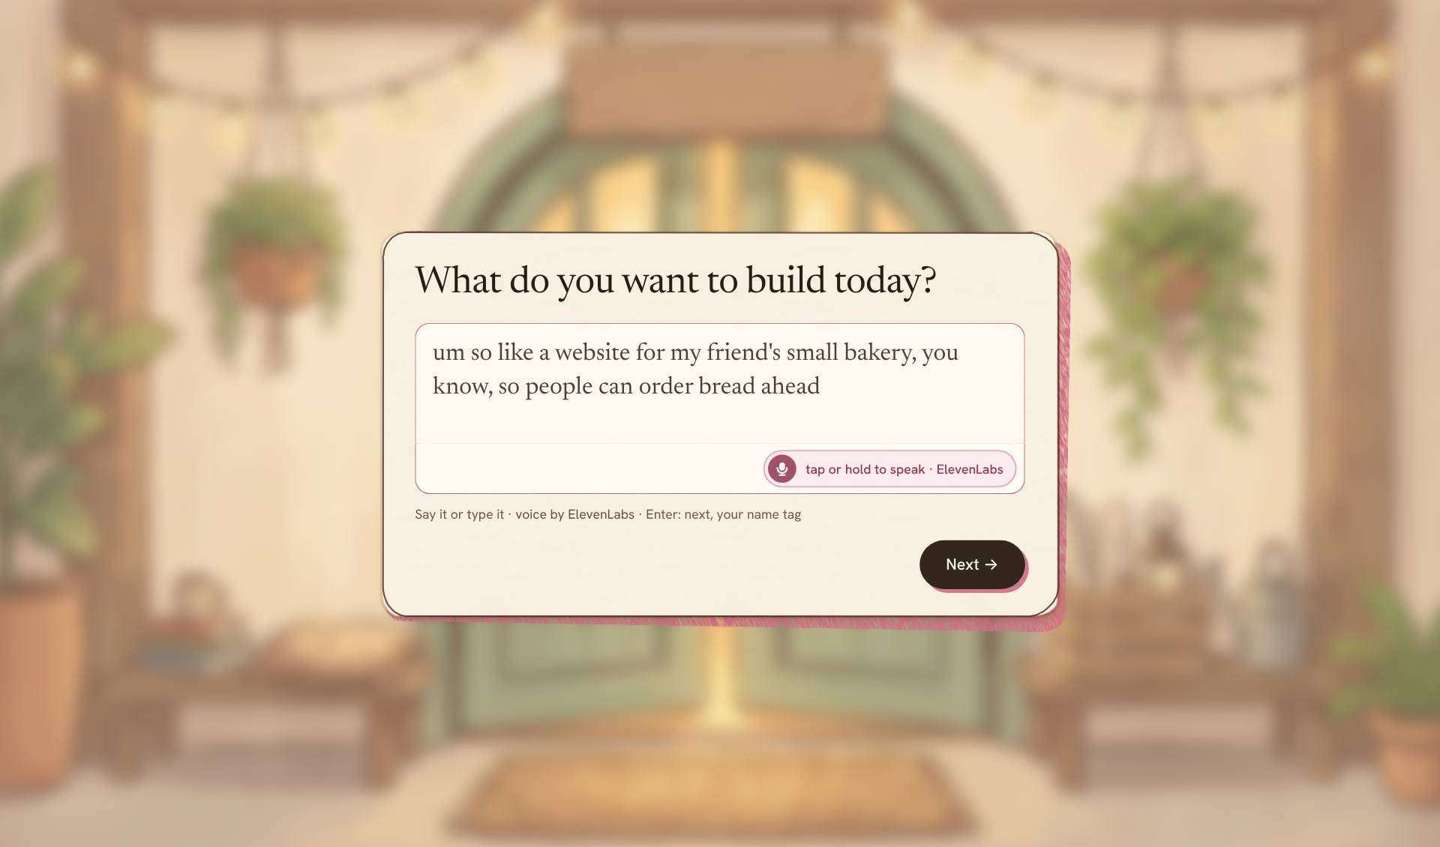 What do you want to build today?
um so like a website for my friend's small bakery, you
know, so people can order bread ahead
tap or hold to speak · ElevenLabs
Say it or type it · voice by ElevenLabs · Enter: next, your name tag
Next →